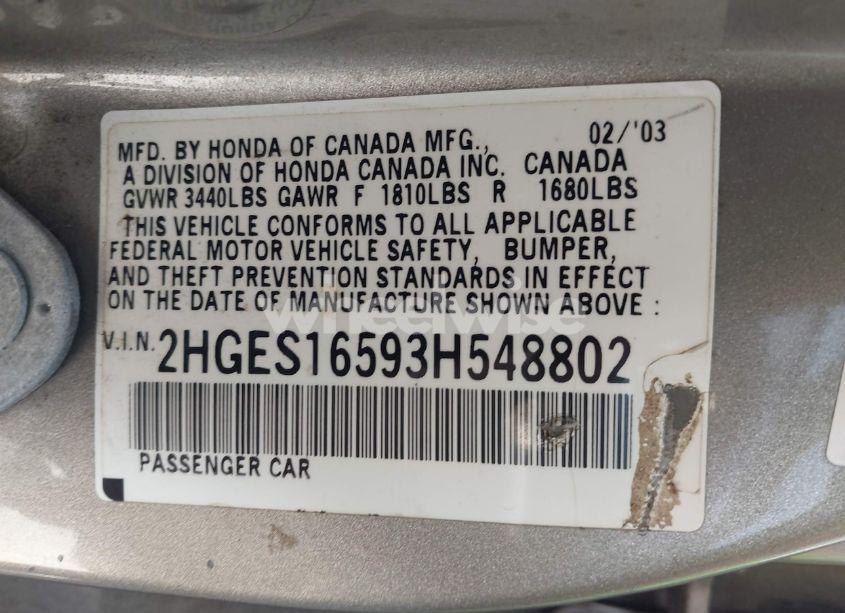 MFD. BY HONDA OF CANADA MFG., 02/'03
A DIVISION OF HONDA CANADA INC. CANADA
GVWR 3440LBS GAWR F 1810LBS R 1680LBS
THIS VEHICLE CONFORMS TO ALL APPLICABLE
FEDERAL MOTOR VEHICLE SAFETY, BUMPER,
AND THEFT PREVENTION STANDARDS IN EFFECT
ON THE DATE OF MANUFACTURE SHOWN ABOVE :
wheelwise
V.I.N. 2HGES16593H548802
PASSENGER CAR